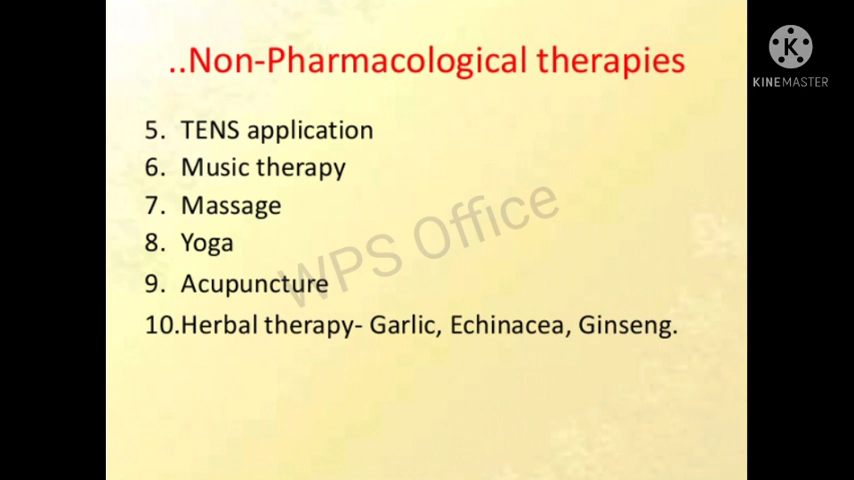 ..Non-Pharmacological therapies
KINEMASTER
5. TENS application
6. Music therapy
7. Massage
8. Yoga
9. Acupuncture
10.Herbal therapy- Garlic, Echinacea, Ginseng.
WPS Office